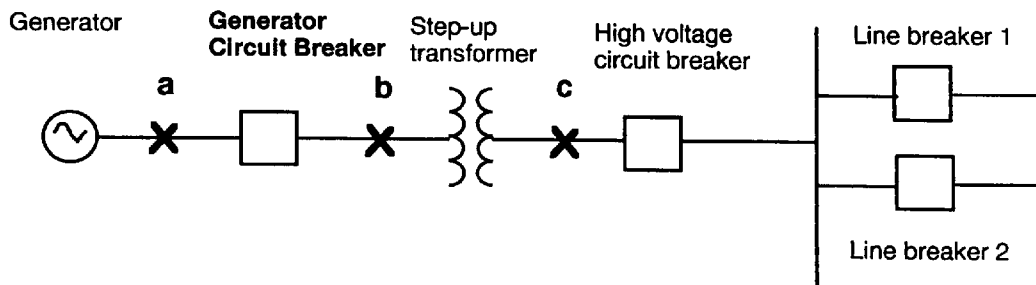 Generator
Generator
Circuit Breaker
Step-up
transformer
High voltage
circuit breaker
Line breaker 1
a
b
c
Line breaker 2